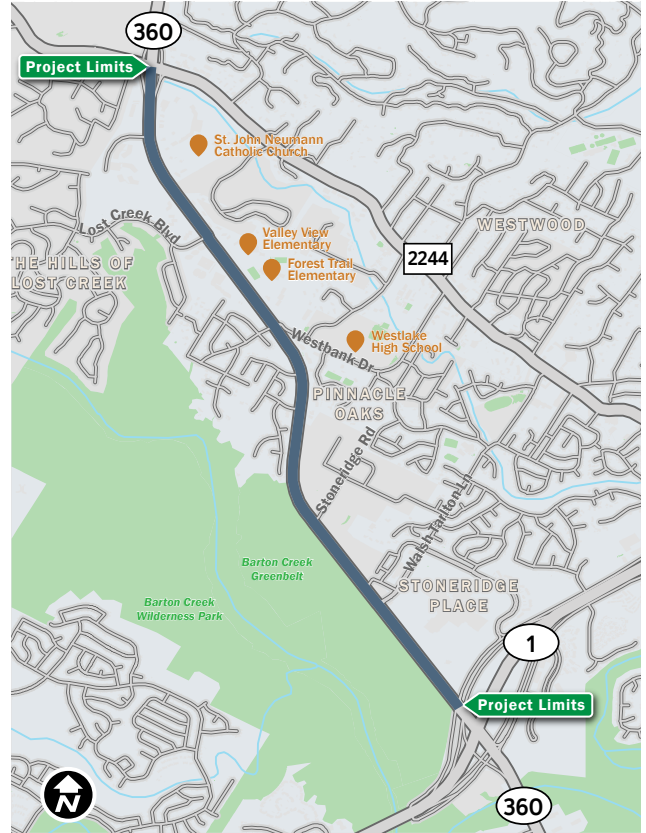 360
Project Limits
St. John Neumann
Catholic Church
WESTWOOD
Lost Creek Blvd
Valley View
Elementary
2244
THE HILLS OF
LOST CREEK
Forest Trail
Elementary
Westbank Dr
Westlake
High School
PINNACLE
OAKS
Stoneridge Rd
Walsh Tarlton Ln
Barton Creek
Greenbelt
STONERIDGE
PLACE
Barton Creek
Wilderness Park
1
Project Limits
N
360